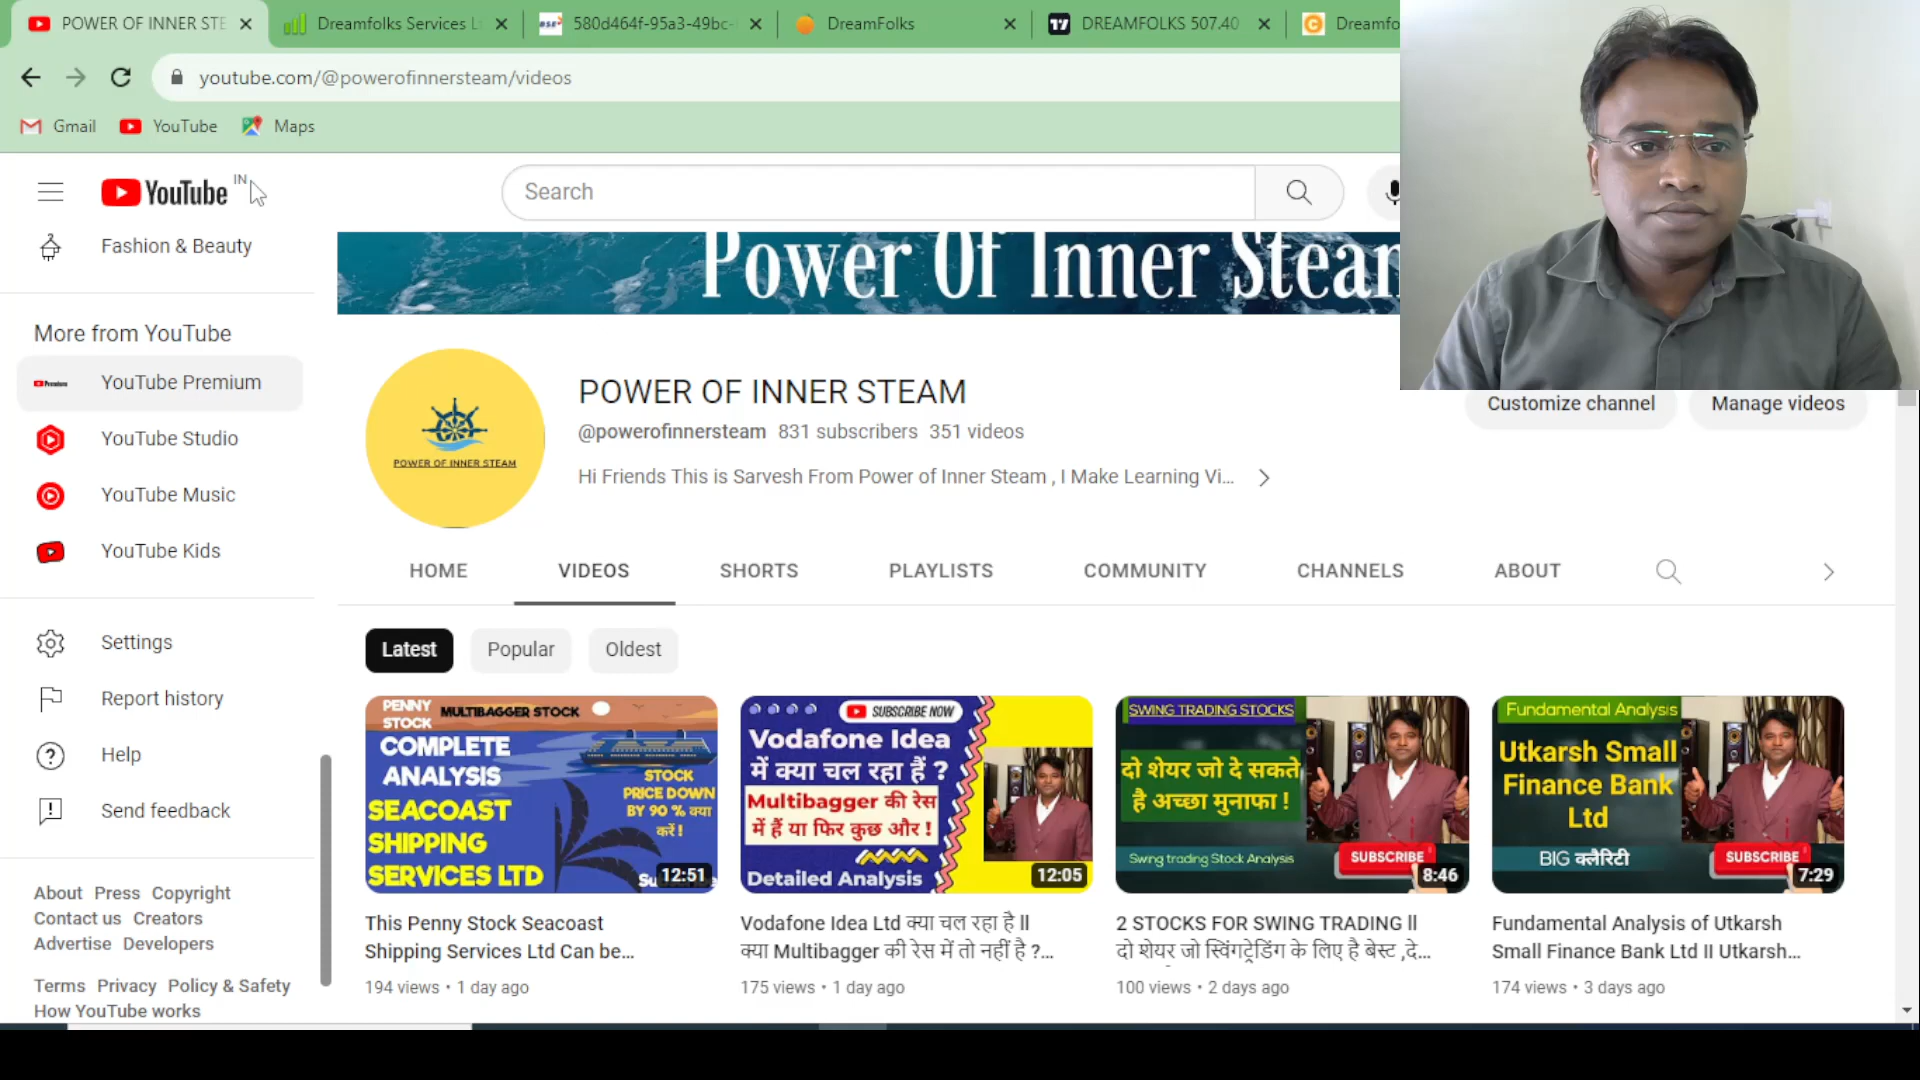 POWER OF INNER STE
Dreamfolks Services L
580d464f-95a3-49bc-
DreamFolks
DREAMFOLKS 507.40
Dreamfo
youtube.com/@powerofinnersteam/videos
Gmail
YouTube
Maps
YouTube IN
Search
Fashion & Beauty
Power Of Inner Steam
More from YouTube
YouTube Premium
YouTube Studio
YouTube Music
YouTube Kids
Settings
Report history
Help
Send feedback
About Press Copyright
Contact us Creators
Advertise Developers
Terms Privacy Policy & Safety
How YouTube works
POWER OF INNER STEAM
POWER OF INNER STEAM
@powerofinnersteam 831 subscribers 351 videos
Hi Friends This is Sarvesh From Power of Inner Steam , I Make Learning Vi...
Customize channel
Manage videos
HOME
VIDEOS
SHORTS
PLAYLISTS
COMMUNITY
CHANNELS
ABOUT
Latest
Popular
Oldest
PENNY
STOCK
MULTIBAGGER STOCK
COMPLETE
ANALYSIS
SEACOAST
SHIPPING
SERVICES LTD
STOCK
PRICE DOWN
BY 90 % क्या
करें !
12:51
This Penny Stock Seacoast
Shipping Services Ltd Can be...
194 views • 1 day ago
SUBSCRIBE NOW
Vodafone Idea
में क्या चल रहा हैं ?
Multibagger की रेस
में हैं या फिर कुछ और !
Detailed Analysis
12:05
Vodafone Idea Ltd क्या चल रहा है ll
क्या Multibagger की रेस में तो नहीं है ?...
175 views • 1 day ago
SWING TRADING STOCKS
दो शेयर जो दे सकते
है अच्छा मुनाफा !
Swing trading Stock Analysis
SUBSCRIBE
8:46
2 STOCKS FOR SWING TRADING ll
दो शेयर जो स्विंगट्रेडिंग के लिए है बेस्ट ,दे...
100 views • 2 days ago
Fundamental Analysis
Utkarsh Small
Finance Bank
Ltd
BIG क्लैरिटी
SUBSCRIBE
7:29
Fundamental Analysis of Utkarsh
Small Finance Bank Ltd II Utkarsh...
174 views • 3 days ago